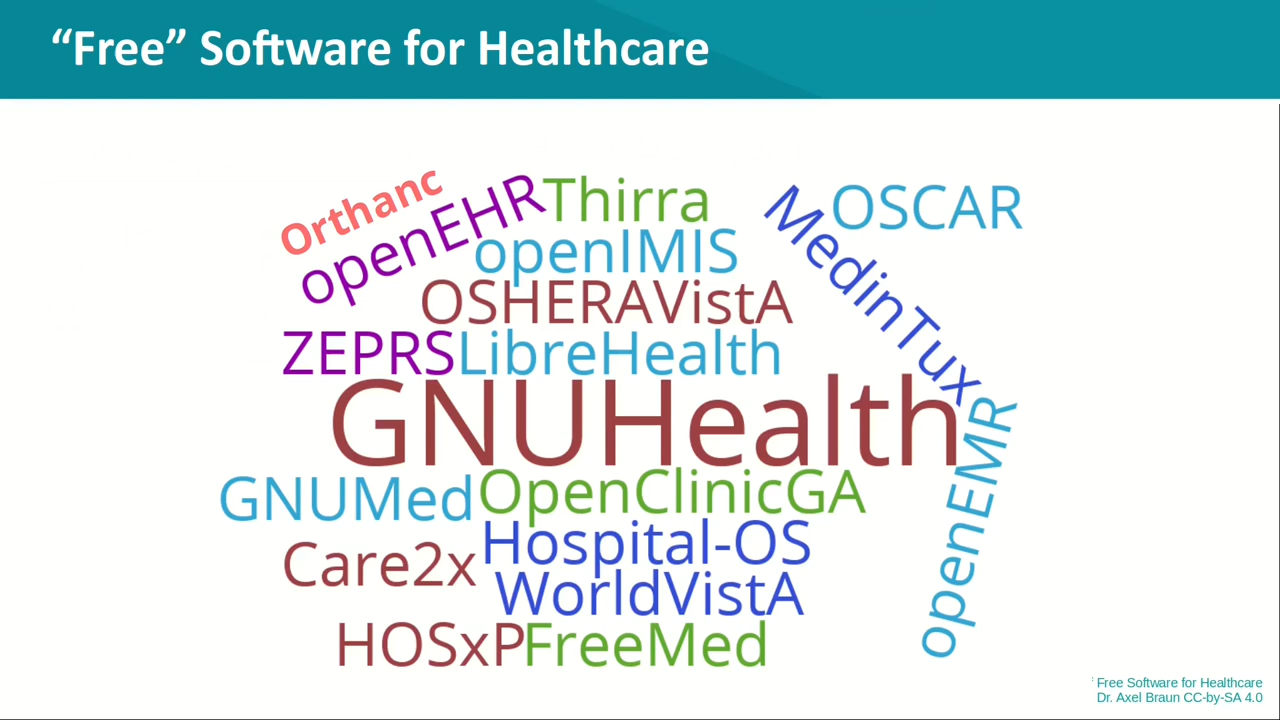 “Free” Software for Healthcare
Orthanc
openEHR
Thirra
OSCAR
MedinTux
openIMIS
OSHERAVistA
ZEPRS
LibreHealth
GNUHealth
openEMR
GNUMed
OpenClinicGA
Hospital-OS
Care2x
WorldVistA
HOSxP
FreeMed
Free Software for Healthcare
Dr. Axel Braun CC-by-SA 4.0